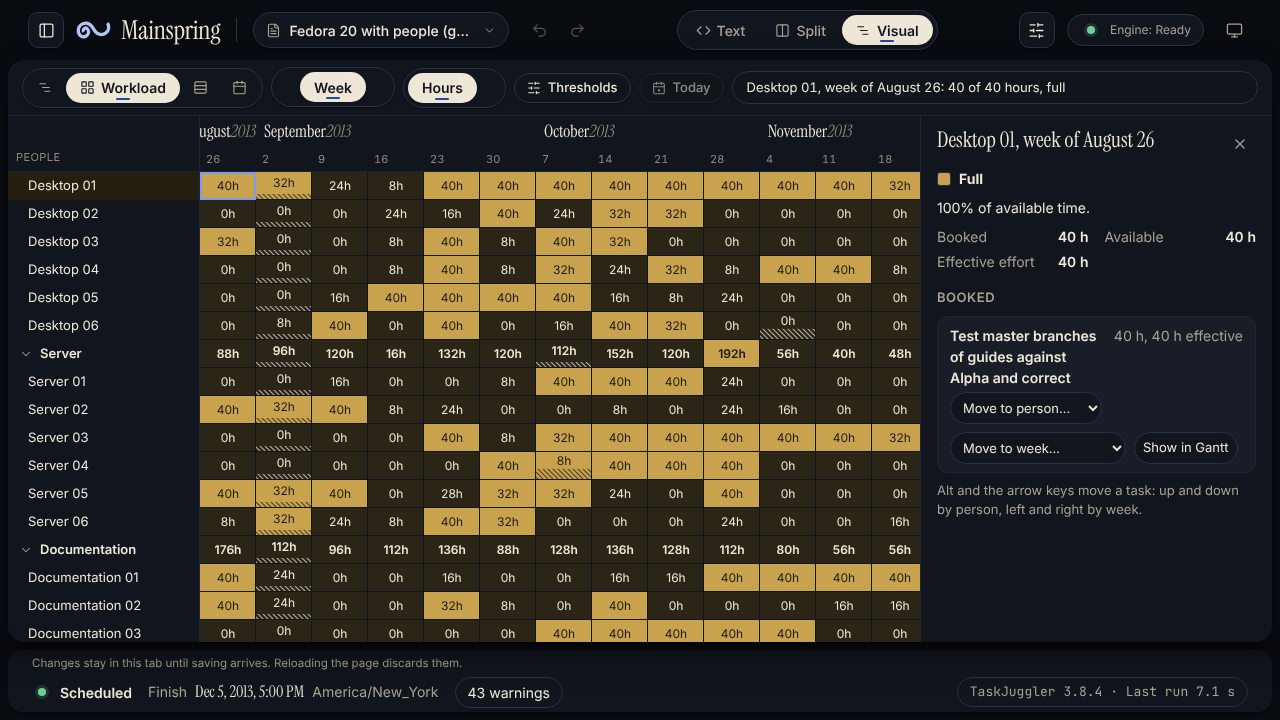 Mainspring
Fedora 20 with people (g...
Text
Split
Visual
Engine: Ready
Workload
Week
Hours
Thresholds
Today
Desktop 01, week of August 26: 40 of 40 hours, full
PEOPLE
ugust 2013 September 2013 October 2013 November 2013
26 2 9 16 23 30 7 14 21 28 4 11 18
Desktop 01 40h 32h 24h 8h 40h 40h 40h 40h 40h 40h 40h 40h 32h
Desktop 02 0h 0h 0h 24h 16h 40h 24h 32h 32h 0h 0h 0h 0h
Desktop 03 32h 0h 0h 8h 40h 8h 40h 32h 0h 0h 0h 0h 0h
Desktop 04 0h 0h 0h 8h 40h 8h 32h 24h 32h 8h 40h 40h 8h
Desktop 05 0h 0h 16h 40h 40h 40h 40h 16h 8h 24h 0h 0h 0h
Desktop 06 0h 8h 40h 0h 40h 0h 16h 40h 32h 0h 0h 0h 0h
Server 88h 96h 120h 16h 132h 120h 112h 152h 120h 192h 56h 40h 48h
Server 01 0h 0h 16h 0h 0h 8h 40h 40h 40h 24h 0h 0h 0h
Server 02 40h 32h 40h 8h 24h 0h 0h 8h 0h 24h 16h 0h 0h
Server 03 0h 0h 0h 0h 40h 8h 32h 40h 40h 40h 40h 40h 32h
Server 04 0h 0h 0h 0h 0h 40h 8h 40h 40h 40h 0h 0h 0h
Server 05 40h 32h 40h 0h 28h 32h 32h 24h 0h 40h 0h 0h 0h
Server 06 8h 32h 24h 8h 40h 32h 0h 0h 0h 24h 0h 0h 16h
Documentation 176h 112h 96h 112h 136h 88h 128h 136h 128h 112h 80h 56h 56h
Documentation 01 40h 24h 0h 0h 16h 0h 0h 16h 16h 40h 40h 40h 40h
Documentation 02 40h 24h 0h 0h 32h 8h 0h 40h 0h 0h 0h 16h 16h
Documentation 03 0h 0h 0h 0h 0h 0h 40h 40h 40h 40h 40h 0h 0h
Desktop 01, week of August 26
Full
100% of available time.
Booked 40 h Available 40 h
Effective effort 40 h
BOOKED
Test master branches 40 h, 40 h effective
of guides against
Alpha and correct
Move to person...
Move to week...
Show in Gantt
Alt and the arrow keys move a task: up and down
by person, left and right by week.
Changes stay in this tab until saving arrives. Reloading the page discards them.
Scheduled Finish Dec 5, 2013, 5:00 PM America/New_York 43 warnings
TaskJuggler 3.8.4 · Last run 7.1 s